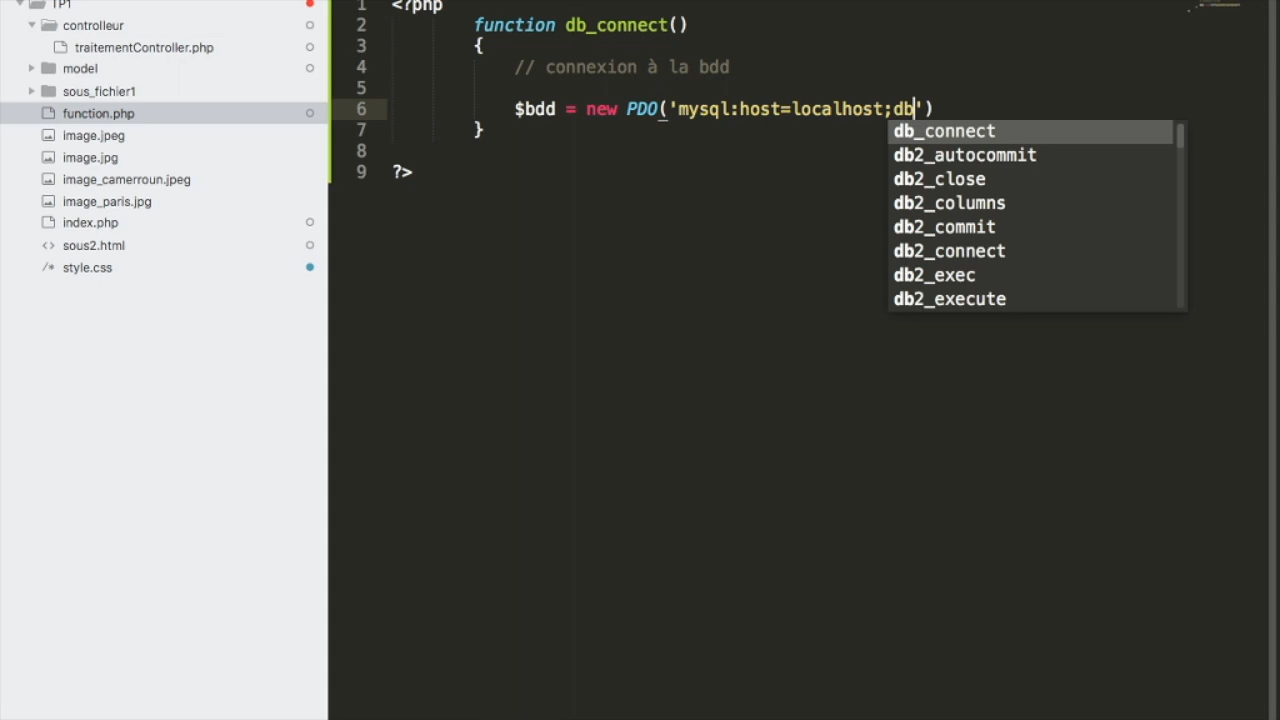 TP1
controlleur
traitementController.php
model
sous_fichier1
function.php
image.jpeg
image.jpg
image_camerroun.jpeg
image_paris.jpg
index.php
<> sous2.html
/* style.css
1 <?php
2 function db_connect()
3 {
4 // connexion à la bdd
5
6 $bdd = new PDO('mysql:host=localhost;db')
7 }
8
9 ?>
db_connect
db2_autocommit
db2_close
db2_columns
db2_commit
db2_connect
db2_exec
db2_execute